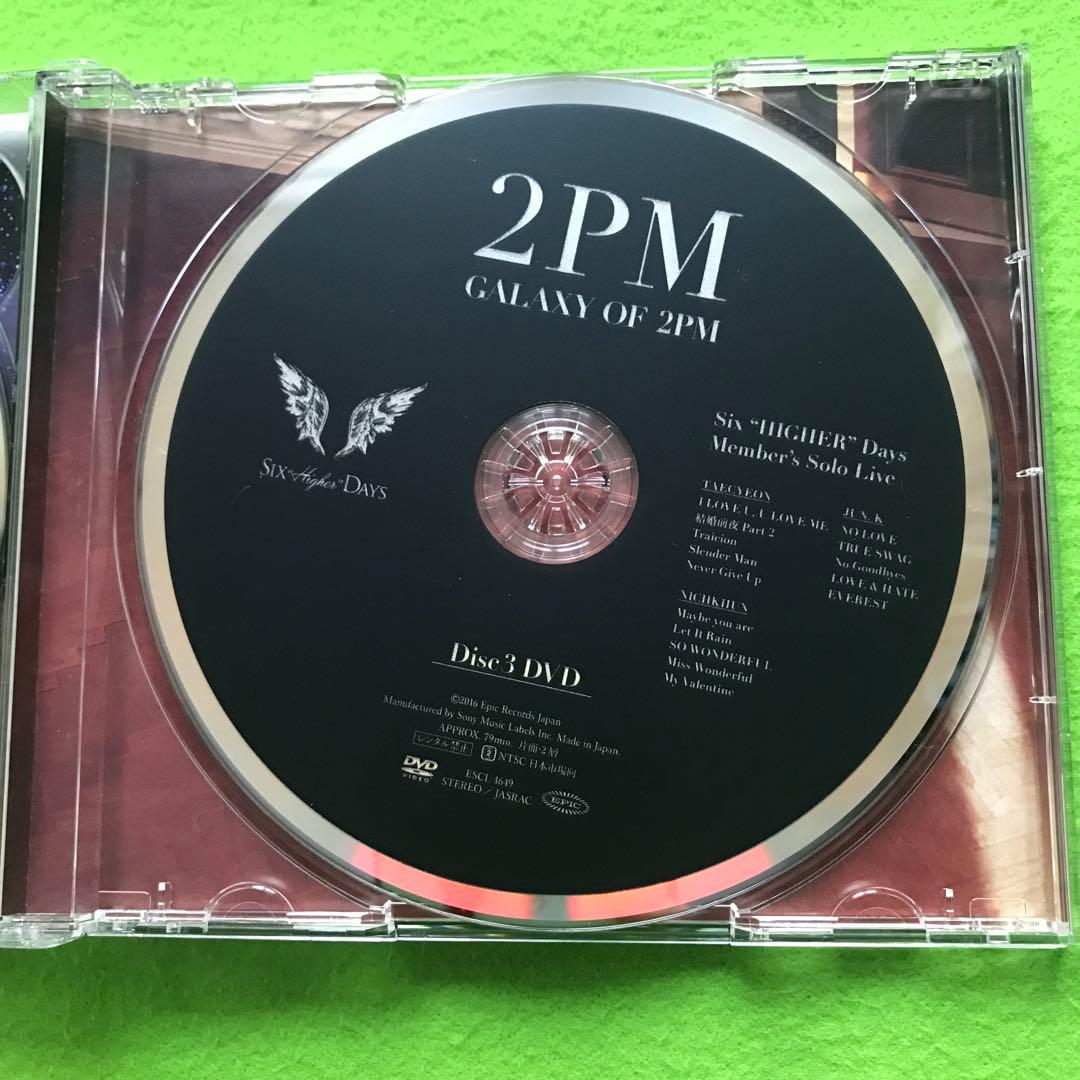 2PM
GALAXY OF 2PM
SIX "Higher" DAYS
Six "HIGHER" Days
Member's Solo Live
TAECYEON
I LOVE U, U LOVE ME
結婚前夜 Part 2
Traicion
Slender Man
Never Give Up
NICHKHUN
Maybe you are
Let It Rain
SO WONDERFUL
Miss Wonderful
My Valentine
JUN. K
NO LOVE
TRUE SWAG
No Goodbyes
LOVE & HATE
EVEREST
Disc 3 DVD
©2016 Epic Records Japan
Manufactured by Sony Music Labels Inc. Made in Japan.
APPROX. 79min. 片面・2層
レンタル禁止 2 NTSC 日本市場向
DVD VIDEO
ESCL 4649
STEREO／JASRAC
EPIC